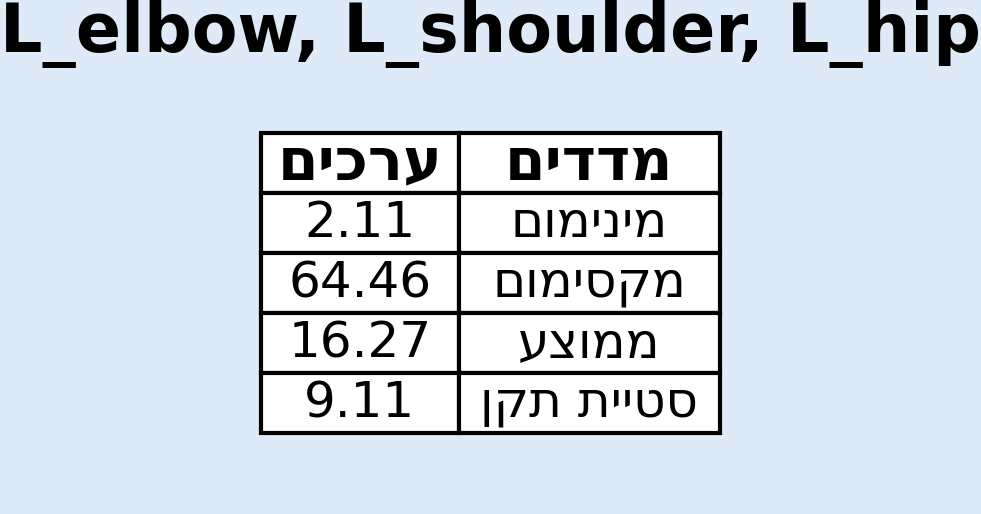 L_elbow, L_shoulder, L_hip
מדדים ערכים
מינימום 2.11
מקסימום 64.46
ממוצע 16.27
סטיית תקן 9.11